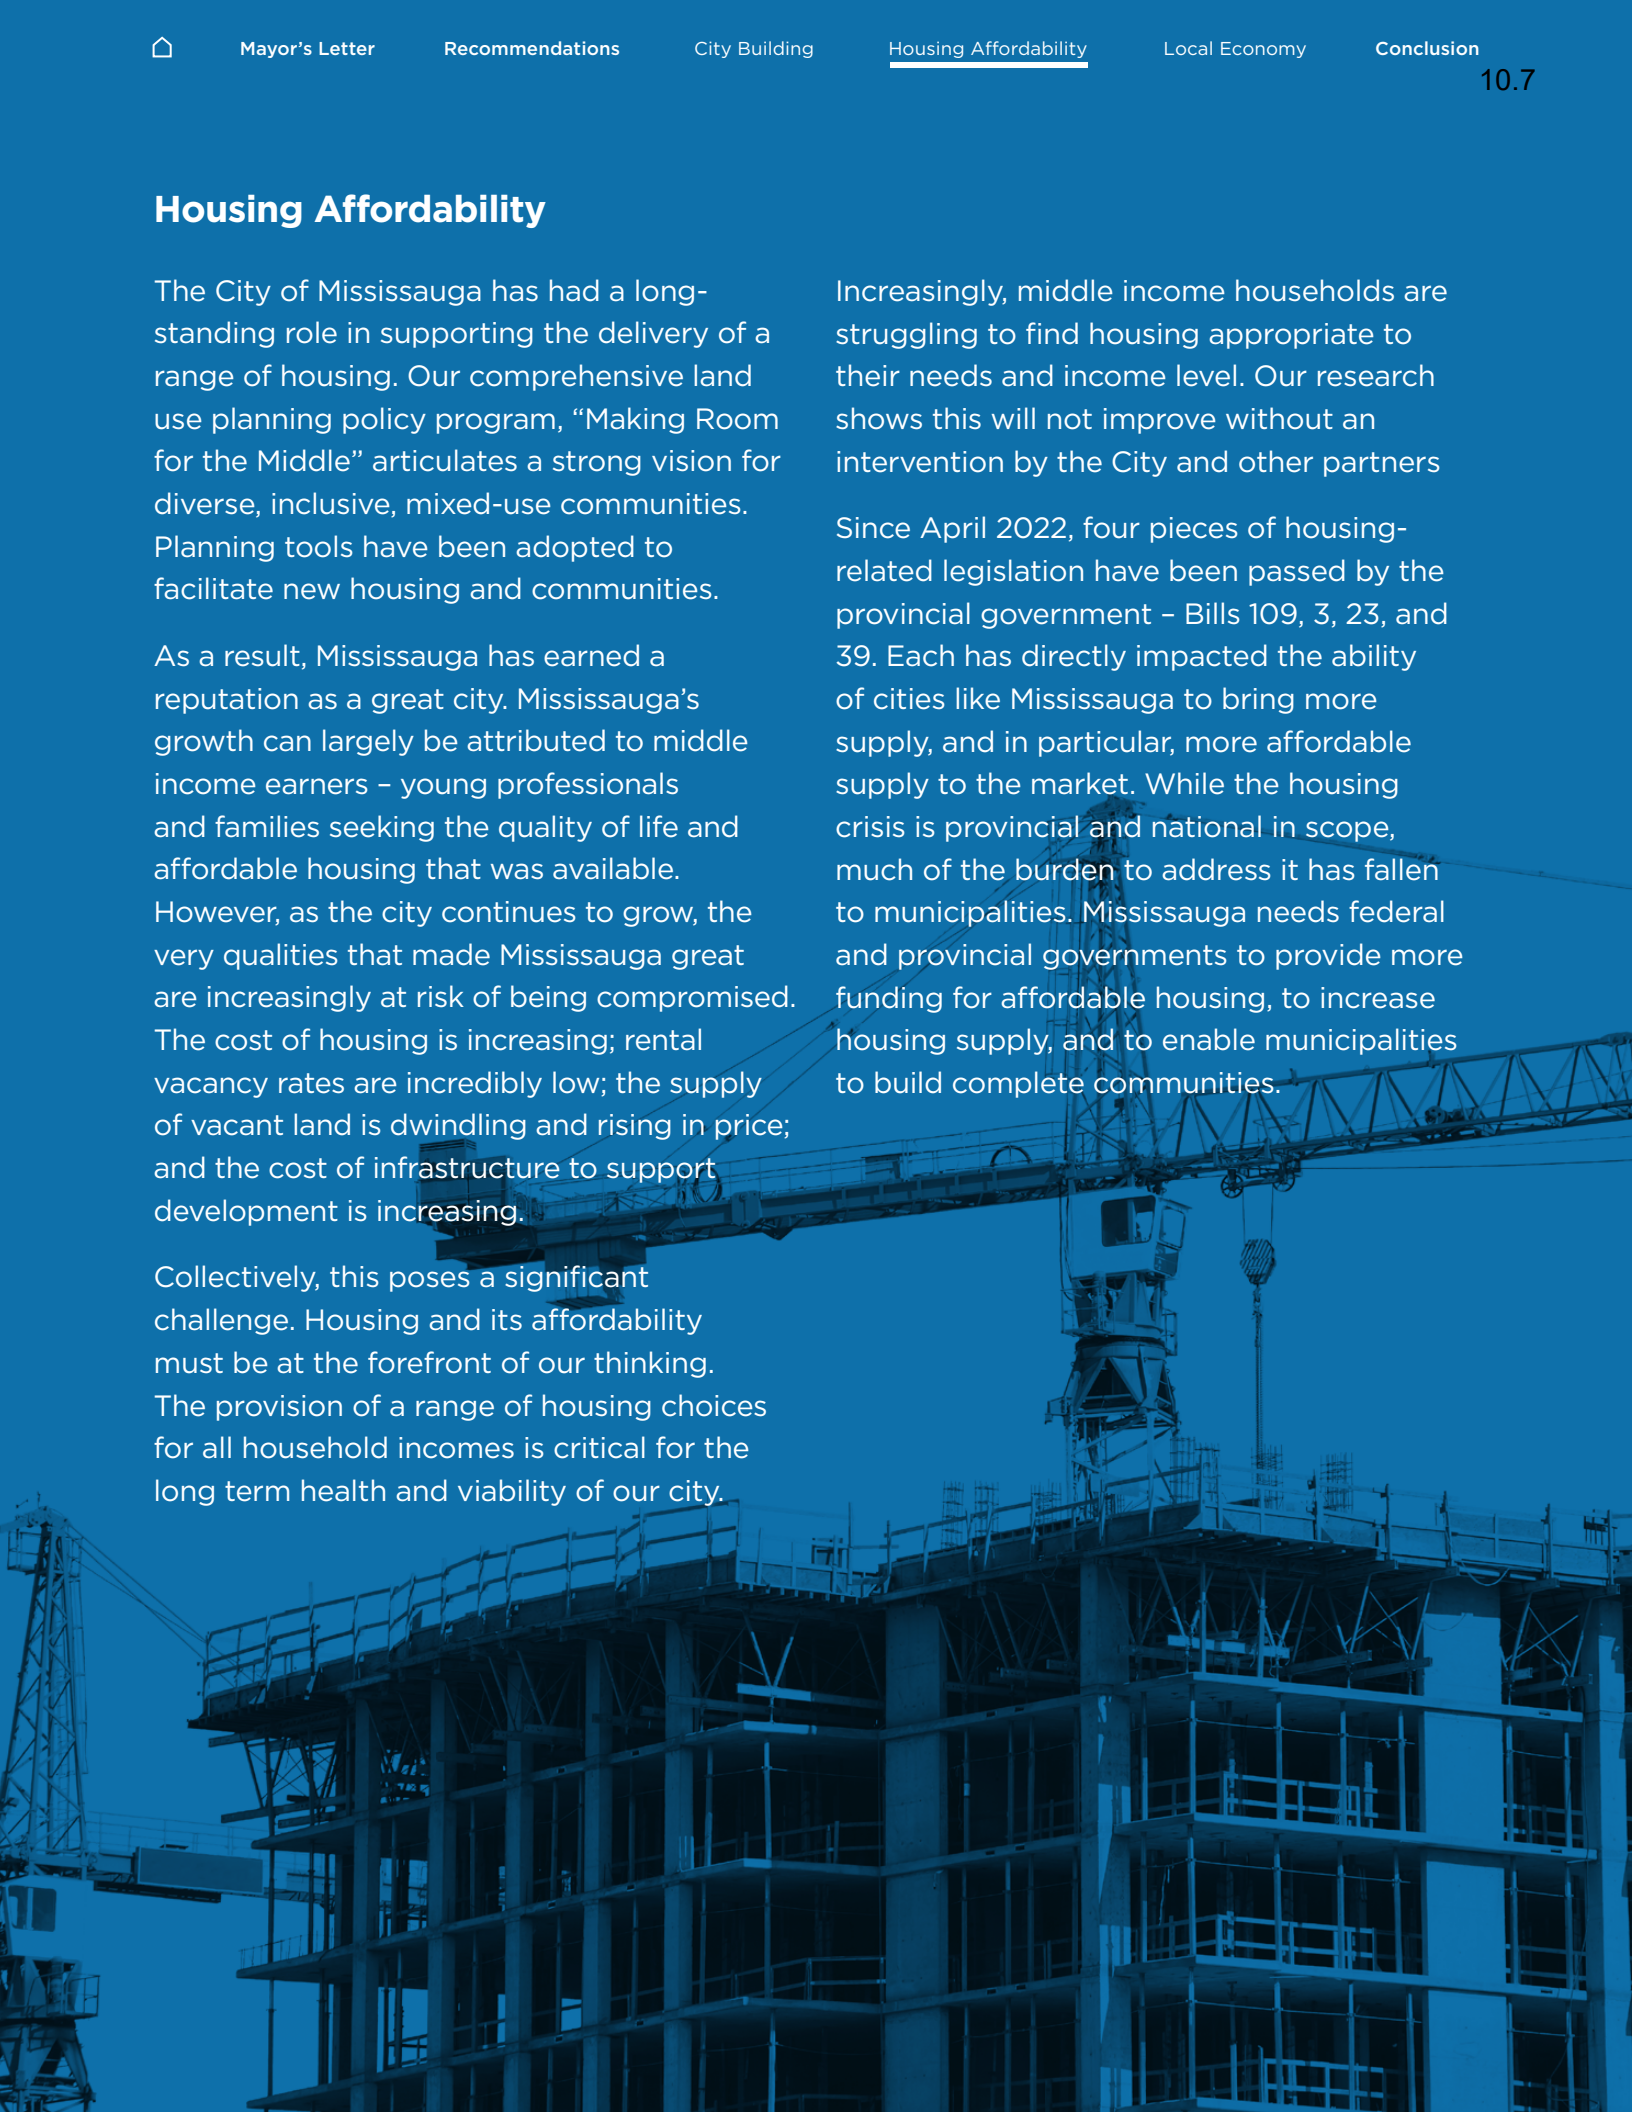 Mayor’s Letter Recommendations City Building Housing Affordability Local Economy Conclusion
10.7
Housing Affordability
The City of Mississauga has had a long-
standing role in supporting the delivery of a
range of housing. Our comprehensive land
use planning policy program, “Making Room
for the Middle” articulates a strong vision for
diverse, inclusive, mixed-use communities.
Planning tools have been adopted to
facilitate new housing and communities.
As a result, Mississauga has earned a
reputation as a great city. Mississauga’s
growth can largely be attributed to middle
income earners – young professionals
and families seeking the quality of life and
affordable housing that was available.
However, as the city continues to grow, the
very qualities that made Mississauga great
are increasingly at risk of being compromised.
The cost of housing is increasing; rental
vacancy rates are incredibly low; the supply
of vacant land is dwindling and rising in price;
and the cost of infrastructure to support
development is increasing.
Collectively, this poses a significant
challenge. Housing and its affordability
must be at the forefront of our thinking.
The provision of a range of housing choices
for all household incomes is critical for the
long term health and viability of our city.
Increasingly, middle income households are
struggling to find housing appropriate to
their needs and income level. Our research
shows this will not improve without an
intervention by the City and other partners
Since April 2022, four pieces of housing-
related legislation have been passed by the
provincial government – Bills 109, 3, 23, and
39. Each has directly impacted the ability
of cities like Mississauga to bring more
supply, and in particular, more affordable
supply to the market. While the housing
crisis is provincial and national in scope,
much of the burden to address it has fallen
to municipalities. Mississauga needs federal
and provincial governments to provide more
funding for affordable housing, to increase
housing supply, and to enable municipalities
to build complete communities.